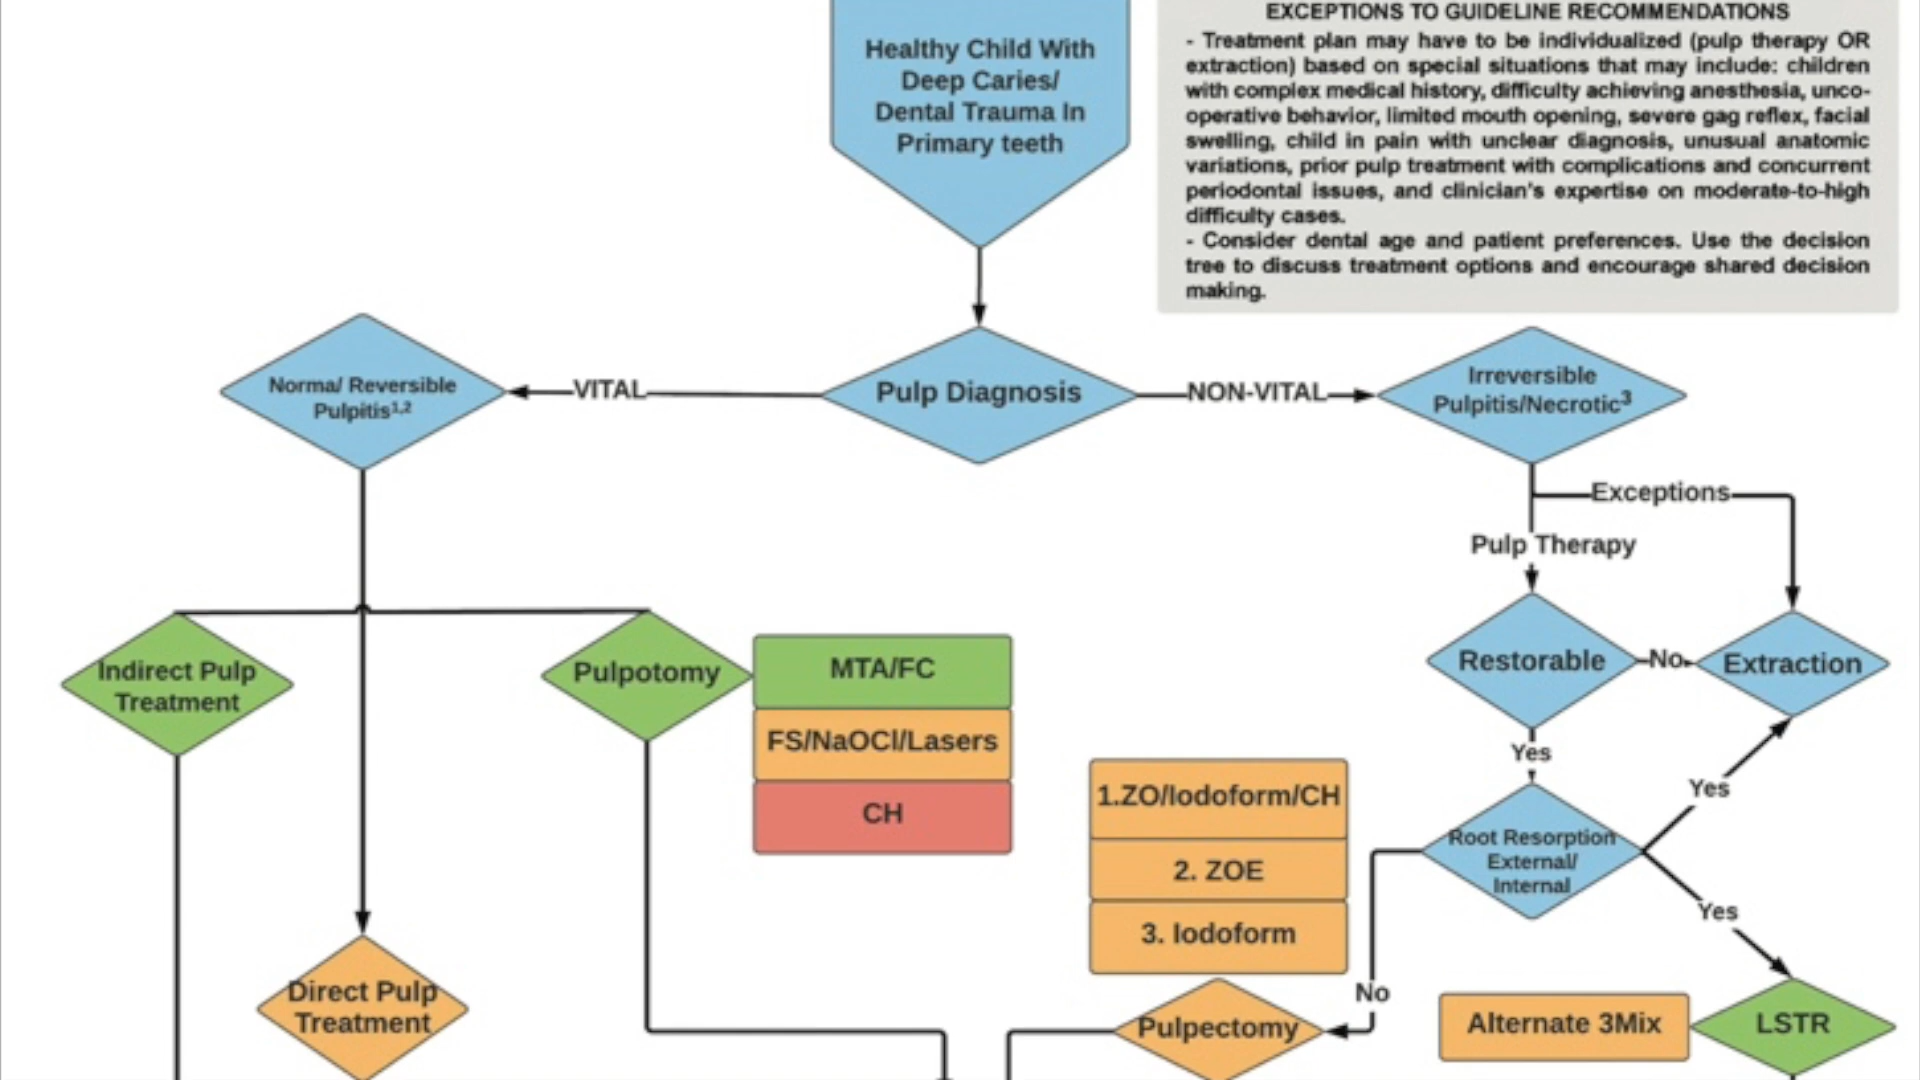 EXCEPTIONS TO GUIDELINE RECOMMENDATIONS
- Treatment plan may have to be individualized (pulp therapy OR
extraction) based on special situations that may include: children
with complex medical history, difficulty achieving anesthesia, unco-
operative behavior, limited mouth opening, severe gag reflex, facial
swelling, child in pain with unclear diagnosis, unusual anatomic
variations, prior pulp treatment with complications and concurrent
periodontal issues, and clinician's expertise on moderate-to-high
difficulty cases.
- Consider dental age and patient preferences. Use the decision
tree to discuss treatment options and encourage shared decision
making.
Healthy Child With
Deep Caries/
Dental Trauma In
Primary teeth
Norma/ Reversible
Pulpitis1,2
VITAL
Pulp Diagnosis
NON-VITAL
Irreversible
Pulpitis/Necrotic3
Exceptions
Pulp Therapy
Indirect Pulp
Treatment
Pulpotomy
MTA/FC
FS/NaOCl/Lasers
CH
Restorable
No
Extraction
Yes
Yes
1.ZO/Iodoform/CH
2. ZOE
3. Iodoform
Root Resorption
External/
Internal
Yes
No
Direct Pulp
Treatment
Pulpectomy
Alternate 3Mix
LSTR